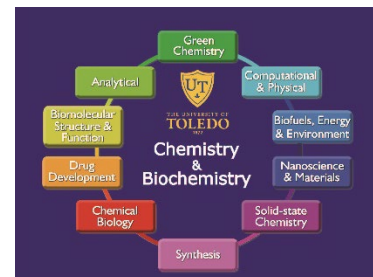 Green
Chemistry
Analytical
Computational
& Physical
UT
THE UNIVERSITY OF
TOLEDO
1872
Biomolecular
Structure &
Function
Biofuels, Energy
& Environment
Chemistry
&
Biochemistry
Drug
Development
Nanoscience
& Materials
Chemical
Biology
Solid-state
Chemistry
Synthesis